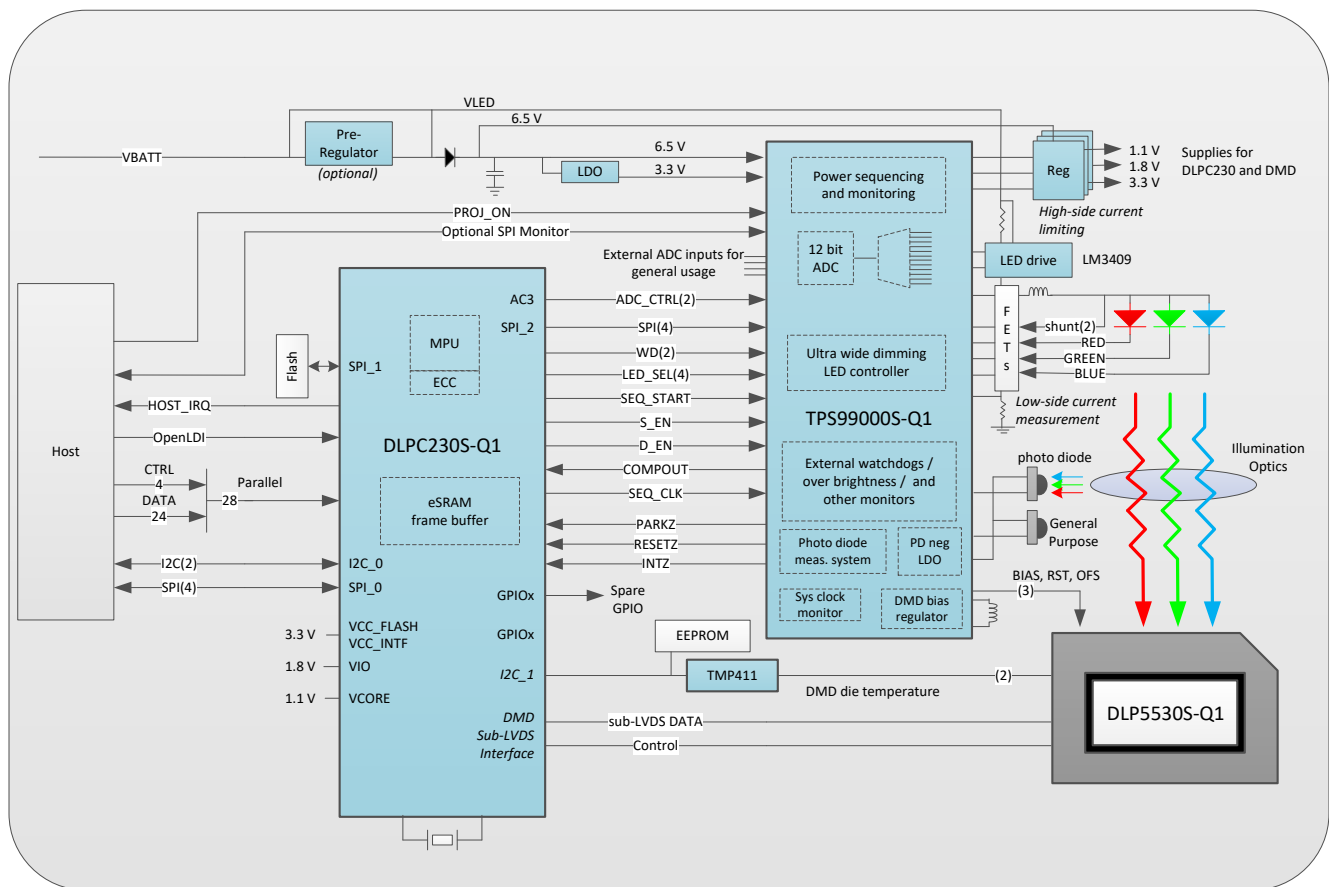 VLED
6.5 V
Pre-
Regulator
(optional)
VBATT
6.5 V
3.3 V
LDO
Power sequencing
and monitoring
Reg
1.1 V
1.8 V
3.3 V
Supplies for
DLPC230 and DMD
High-side current
limiting
PROJ_ON
Optional SPI Monitor
External ADC inputs for
general usage
12 bit
ADC
LED drive
LM3409
Host
Flash
SPI_1
AC3
SPI_2
MPU
ECC
ADC_CTRL(2)
SPI(4)
WD(2)
LED_SEL(4)
SEQ_START
S_EN
D_EN
COMPOUT
SEQ_CLK
PARKZ
RESETZ
INTZ
Ultra wide dimming
LED controller
TPS99000S-Q1
F
E
T
s
shunt(2)
RED
GREEN
BLUE
Low-side current
measurement
HOST_IRQ
OpenLDI
CTRL
4
DATA
24
28
Parallel
DLPC230S-Q1
eSRAM
frame buffer
External watchdogs /
over brightness / and
other monitors
photo diode
Illumination
Optics
General
Purpose
Photo diode
meas. system
PD neg
LDO
Sys clock
monitor
DMD bias
regulator
BIAS, RST, OFS
(3)
I2C(2)
SPI(4)
I2C_0
SPI_0
GPIOx
Spare
GPIO
GPIOx
3.3 V
VCC_FLASH
VCC_INTF
1.8 V
VIO
1.1 V
VCORE
EEPROM
I2C_1
TMP411
DMD die temperature
(2)
DLP5530S-Q1
DMD
Sub-LVDS
Interface
sub-LVDS DATA
Control